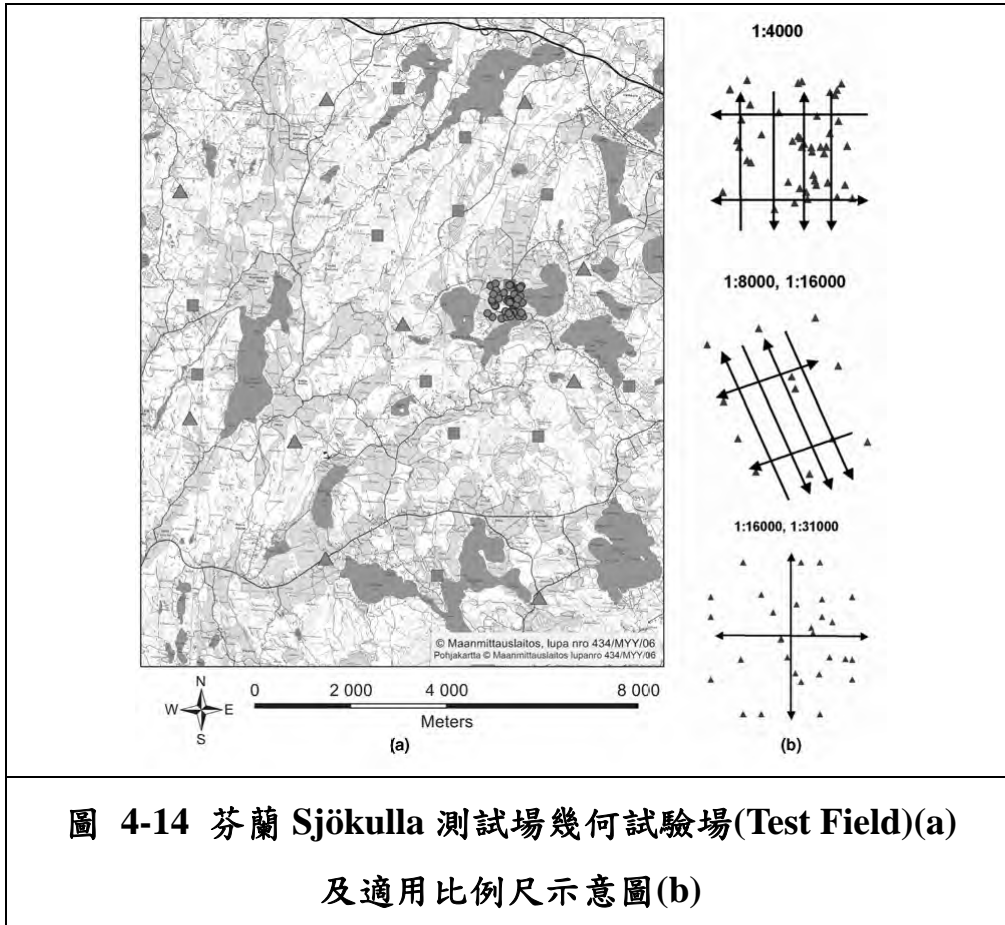 1:4000
1:8000, 1:16000
1:16000, 1:31000
© Maanmittauslaitos, lupa nro 434/MYY/06
Pohjakartta © Maanmittauslaitos lupanro 434/MYY/06
N
W E
S
0 2 000 4 000 8 000
Meters
(a) (b)
圖 4-14 芬蘭 Sjökulla 測試場幾何試驗場(Test Field)(a)
及適用比例尺示意圖(b)